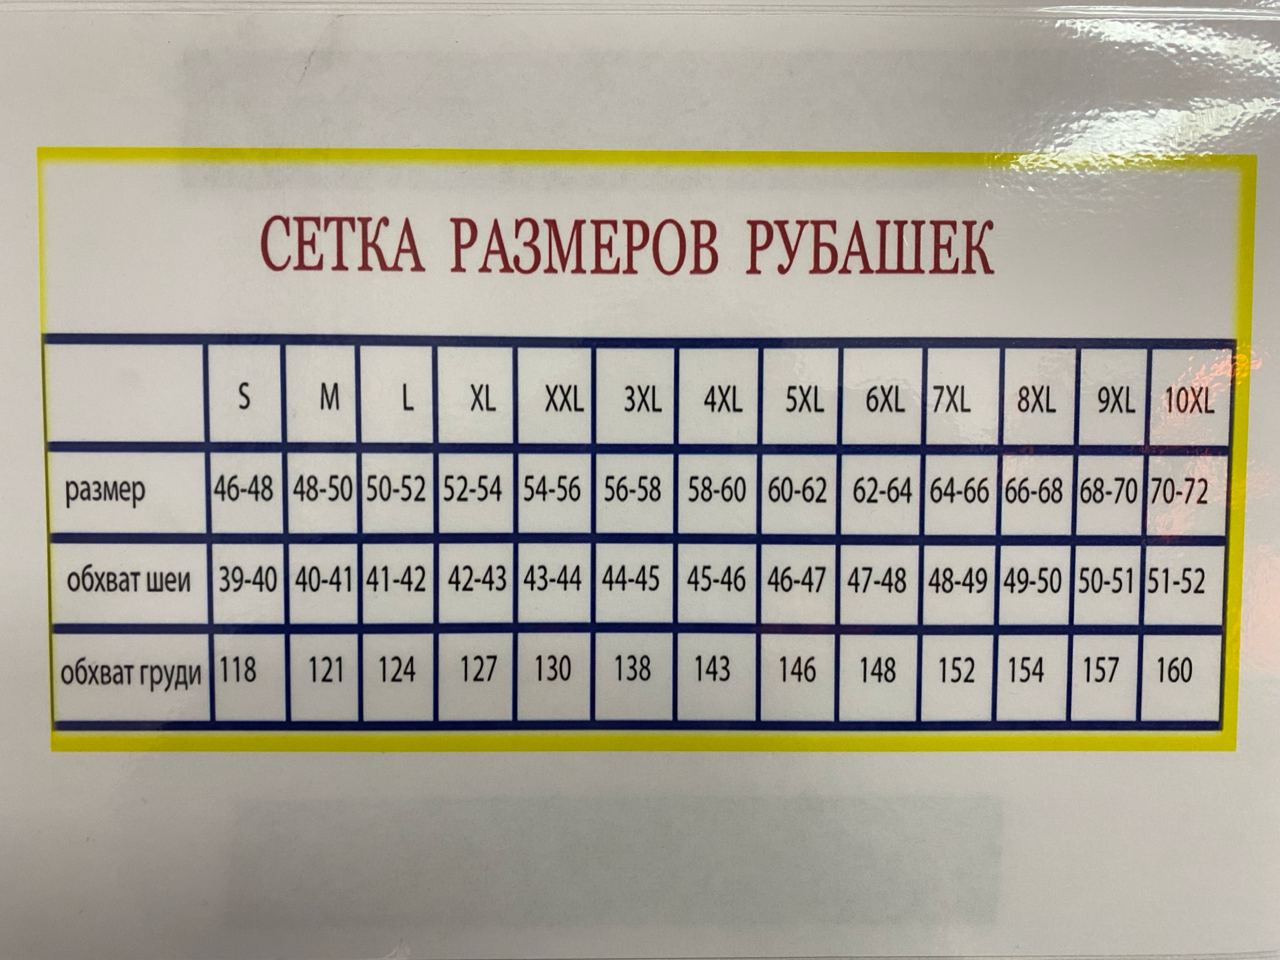 СЕТКА РАЗМЕРОВ РУБАШЕК
S M L XL XXL 3XL 4XL 5XL 6XL 7XL 8XL 9XL 10XL
размер 46-48 48-50 50-52 52-54 54-56 56-58 58-60 60-62 62-64 64-66 66-68 68-70 70-72
обхват шеи 39-40 40-41 41-42 42-43 43-44 44-45 45-46 46-47 47-48 48-49 49-50 50-51 51-52
обхват груди 118 121 124 127 130 138 143 146 148 152 154 157 160